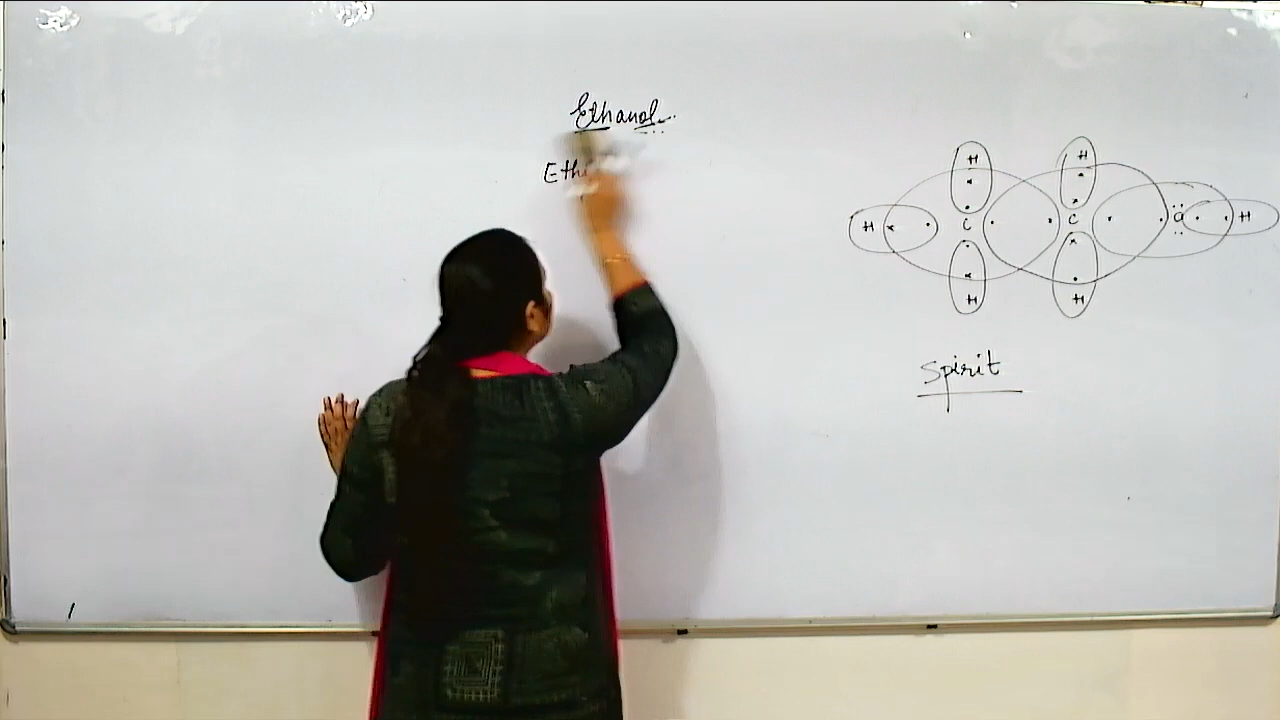 Ethanol
Eth
H H
H C C O H
H H
Spirit